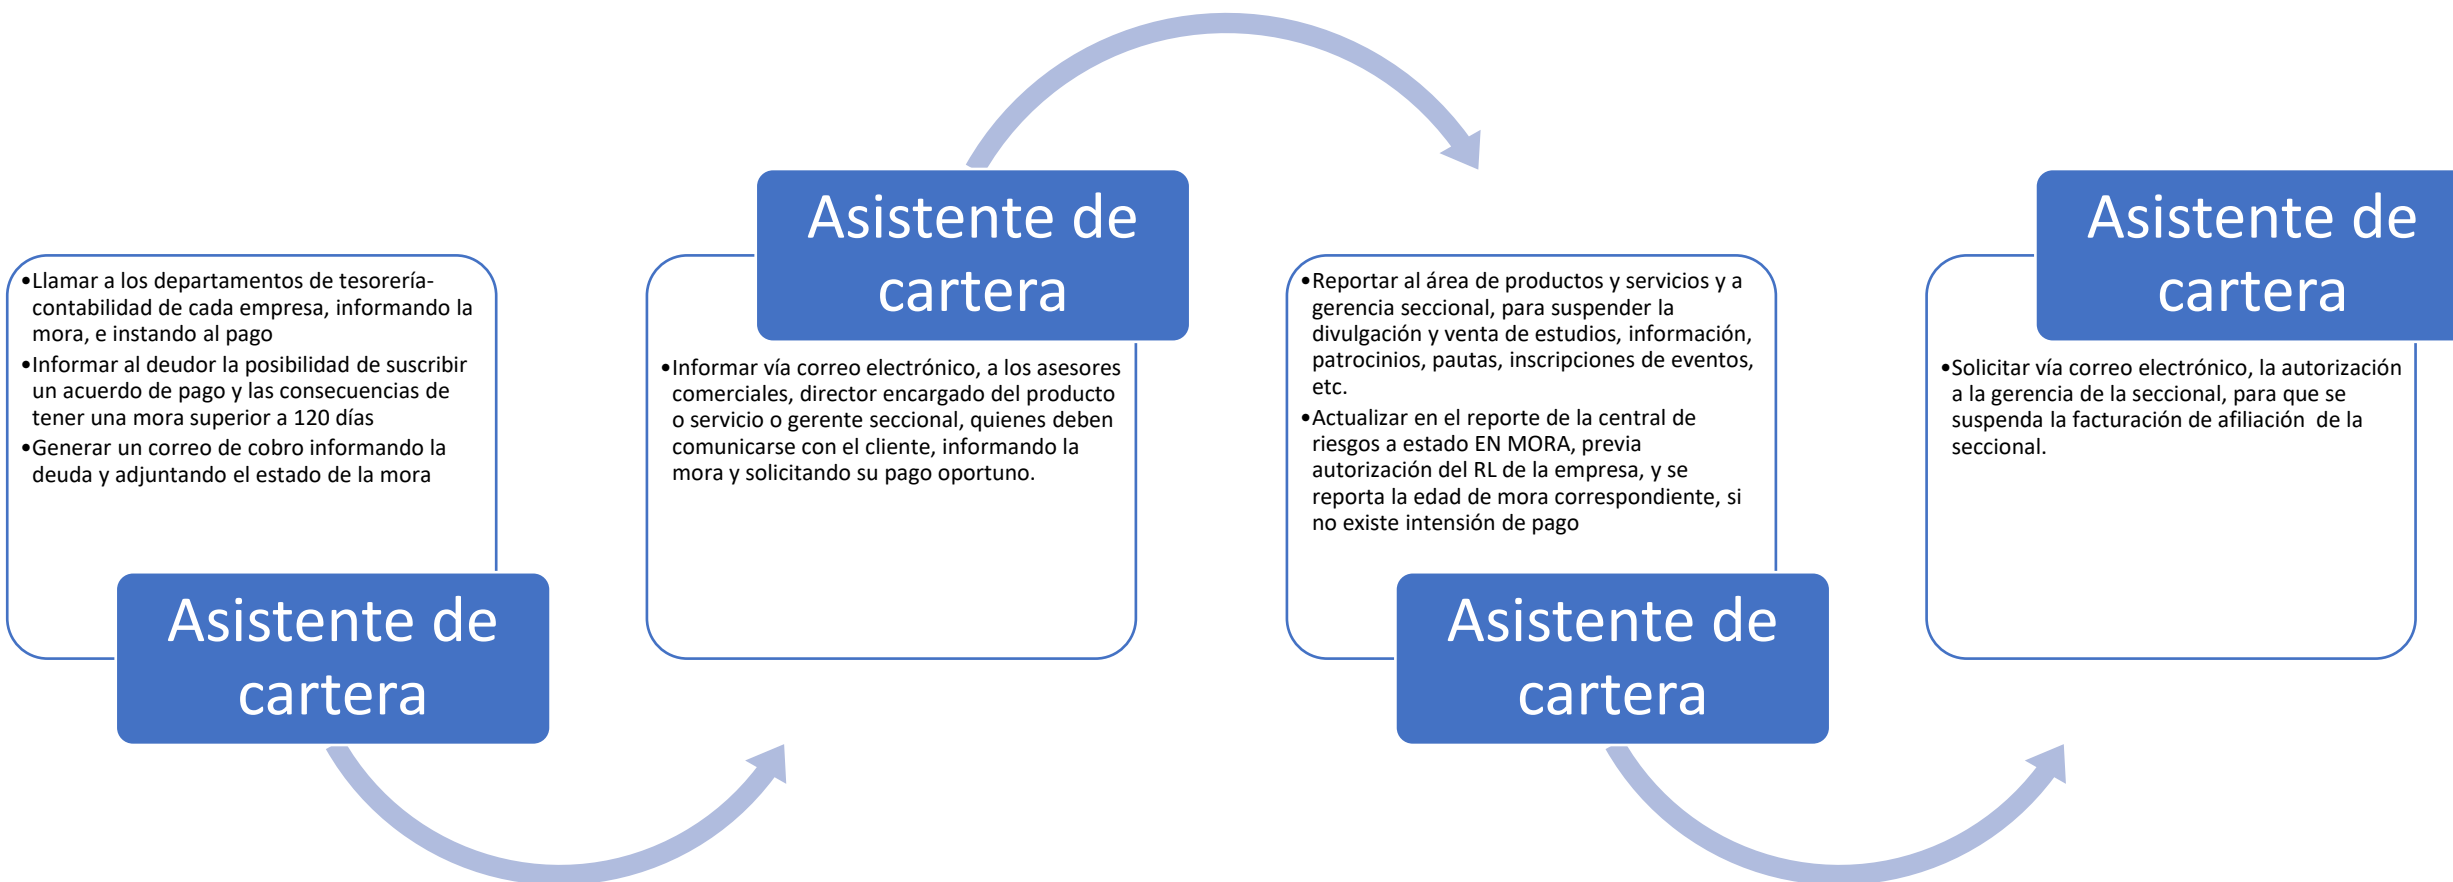 •Llamar a los departamentos de tesorería-
contabilidad de cada empresa, informando la
mora, e instando al pago
•Informar al deudor la posibilidad de suscribir
un acuerdo de pago y las consecuencias de
tener una mora superior a 120 días
•Generar un correo de cobro informando la
deuda y adjuntando el estado de la mora
Asistente de
cartera
Asistente de
cartera
•Informar vía correo electrónico, a los asesores
comerciales, director encargado del producto
o servicio o gerente seccional, quienes deben
comunicarse con el cliente, informando la
mora y solicitando su pago oportuno.
•Reportar al área de productos y servicios y a
gerencia seccional, para suspender la
divulgación y venta de estudios, información,
patrocinios, pautas, inscripciones de eventos,
etc.
•Actualizar en el reporte de la central de
riesgos a estado EN MORA, previa
autorización del RL de la empresa, y se
reporta la edad de mora correspondiente, si
no existe intensión de pago
Asistente de
cartera
Asistente de
cartera
•Solicitar vía correo electrónico, la autorización
a la gerencia de la seccional, para que se
suspenda la facturación de afiliación  de la
seccional.